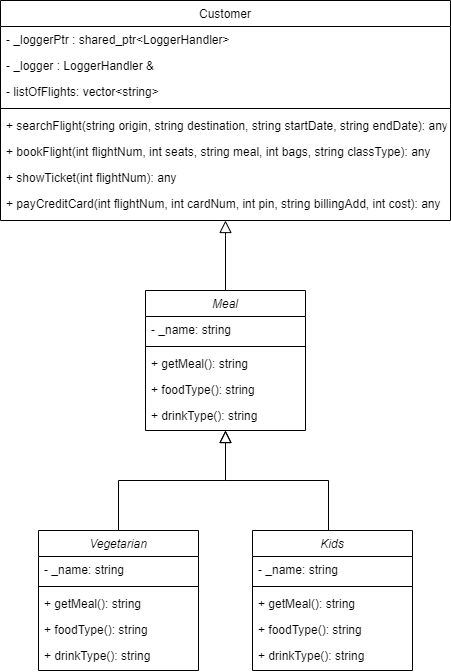 Customer
- _loggerPtr : shared_ptr<LoggerHandler>
- _logger : LoggerHandler &
- listOfFlights: vector<string>
+ searchFlight(string origin, string destination, string startDate, string endDate): any
+ bookFlight(int flightNum, int seats, string meal, int bags, string classType): any
+ showTicket(int flightNum): any
+ payCreditCard(int flightNum, int cardNum, int pin, string billingAdd, int cost): any
Meal
- _name: string
+ getMeal(): string
+ foodType(): string
+ drinkType(): string
Vegetarian
- _name: string
+ getMeal(): string
+ foodType(): string
+ drinkType(): string
Kids
- _name: string
+ getMeal(): string
+ foodType(): string
+ drinkType(): string